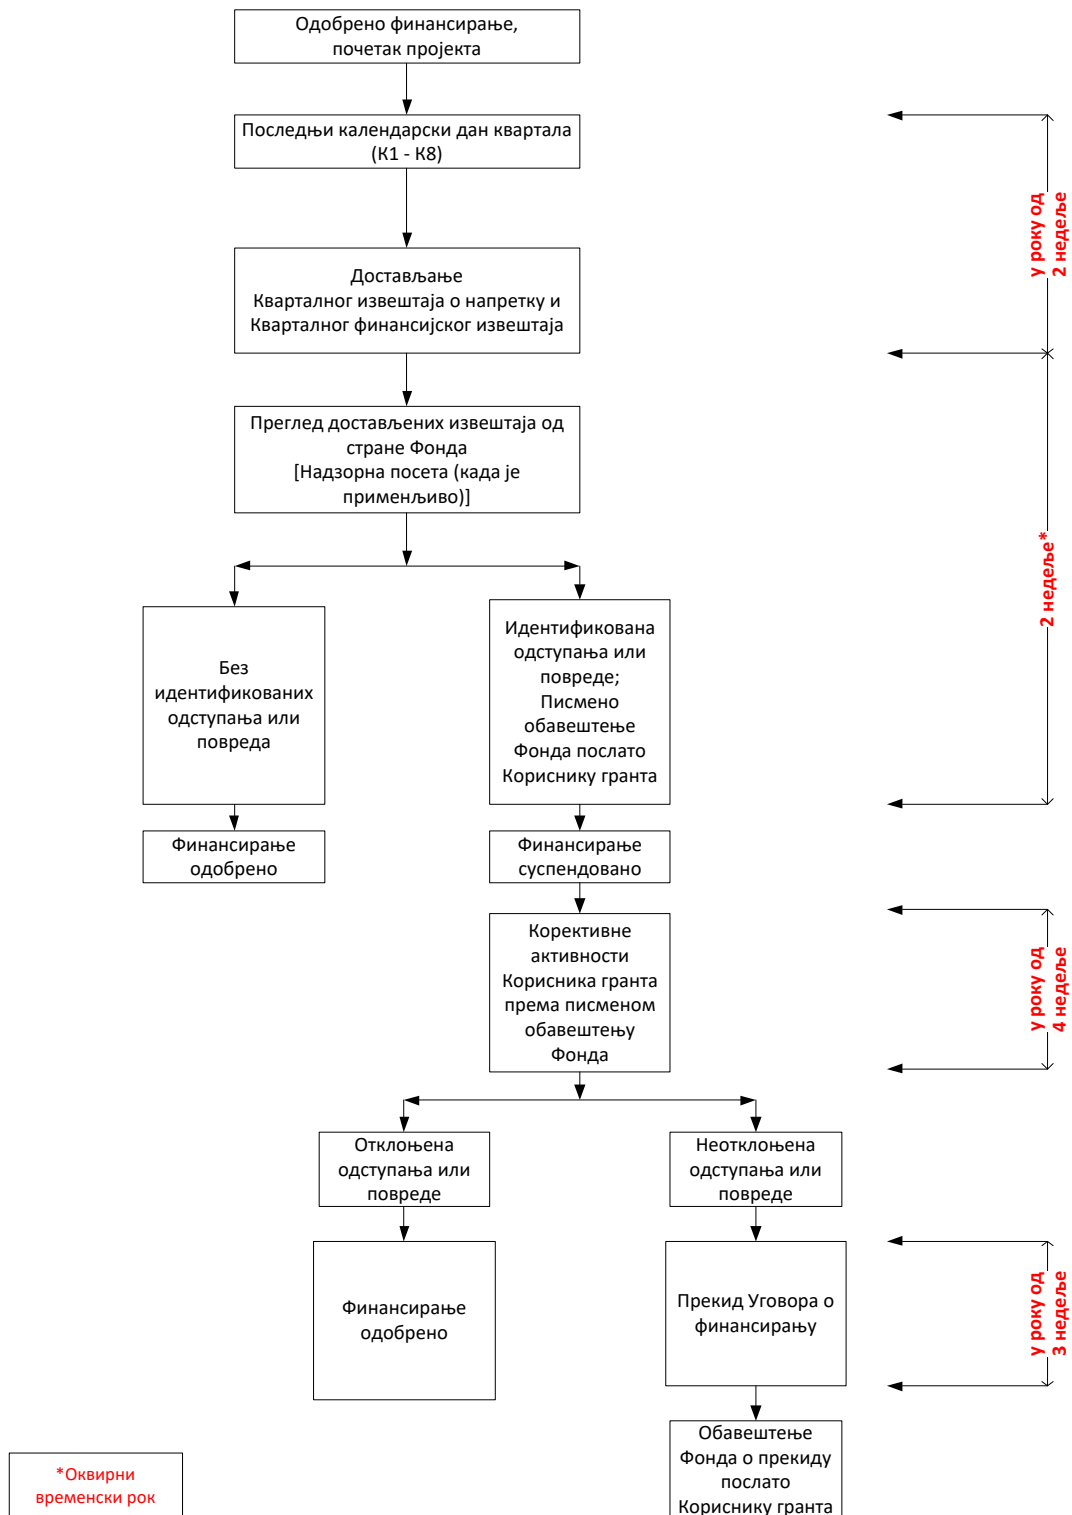 Одобрено финансирање,
почетак пројекта
Последњи календарски дан квартала
(К1 - К8)
у року од
2 недеље
Достављање
Кварталног извештаја о напретку и
Кварталног финансијског извештаја
Преглед достављених извештаја од
стране Фонда
[Надзорна посета (када је
применљиво)]
2 недеље*
Без
идентификованих
одступања или
повреда
Идентификована
одступања или
повреде;
Писмено
обавештење
Фонда послато
Кориснику гранта
Финансирање
одобрено
Финансирање
суспендовано
Корективне
активности
Корисника гранта
према писменом
обавештењу
Фонда
у року од
4 недеље
Отклоњена
одступања или
повреде
Неотклоњена
одступања или
повреде
Финансирање
одобрено
Прекид Уговора о
финансирању
у року од
3 недеље
Обавештење
Фонда о прекиду
послато
Кориснику гранта
*Оквирни
временски рок